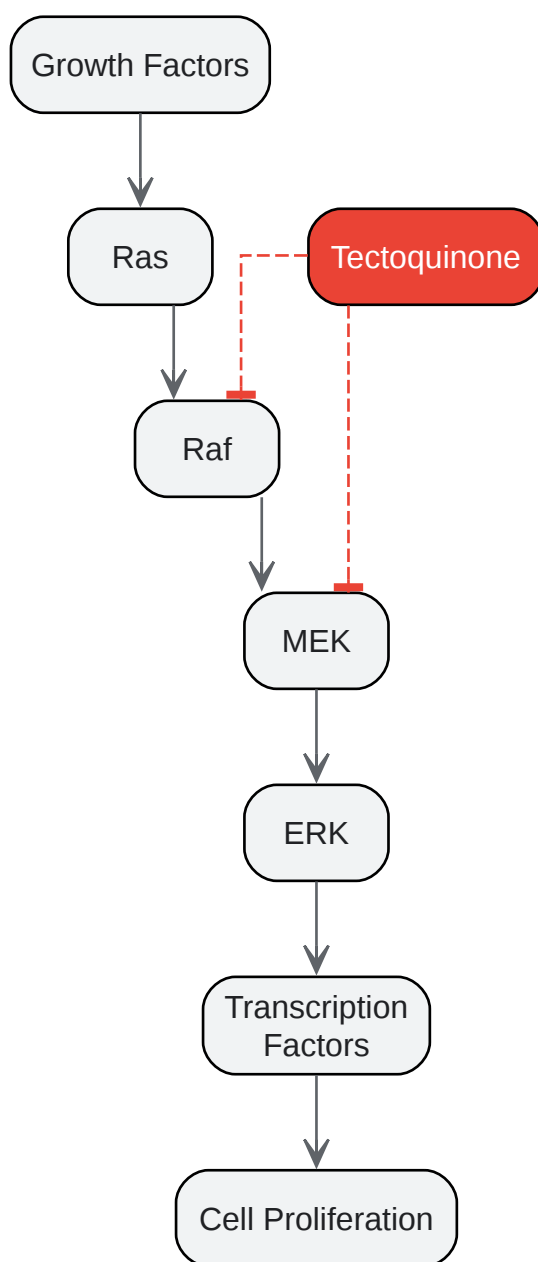 Growth Factors
Ras
Tectoquinone
Raf
MEK
ERK
Transcription
Factors
Cell Proliferation